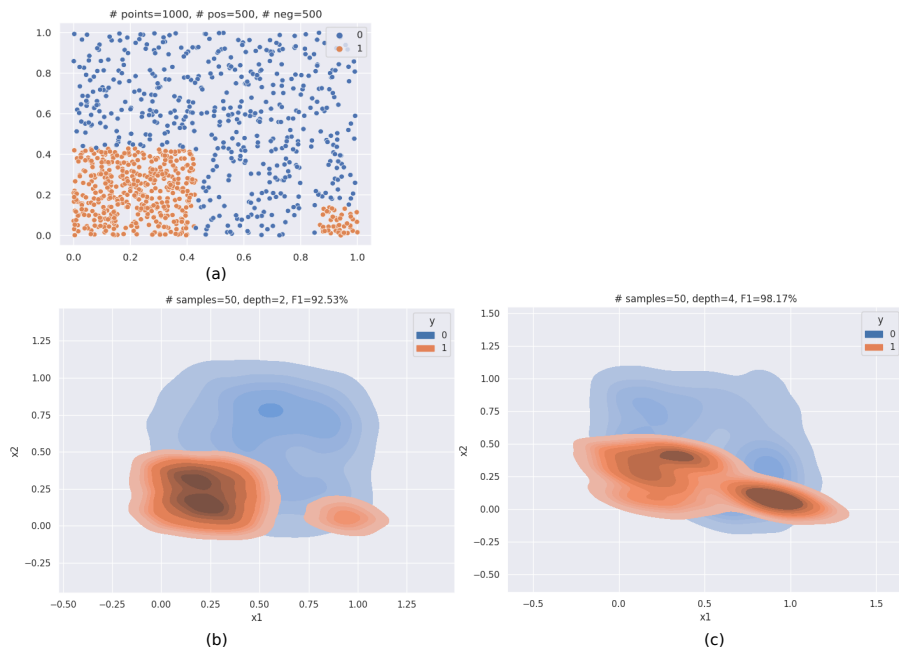 # points=1000, # pos=500, # neg=500
1.0
0.8
0.6
0.4
0.2
0.0
0
1
0.0 0.2 0.4 0.6 0.8 1.0
(a)
# samples=50, depth=2, F1=92.53%
y
0
1
1.25
1.00
0.75
0.50
0.25
0.00
−0.25
x2
−0.50 −0.25 0.00 0.25 0.50 0.75 1.00 1.25
x1
(b)
# samples=50, depth=4, F1=98.17%
y
0
1
1.50
1.25
1.00
0.75
0.50
0.25
0.00
−0.25
−0.50
x2
−0.5 0.0 0.5 1.0 1.5
x1
(c)